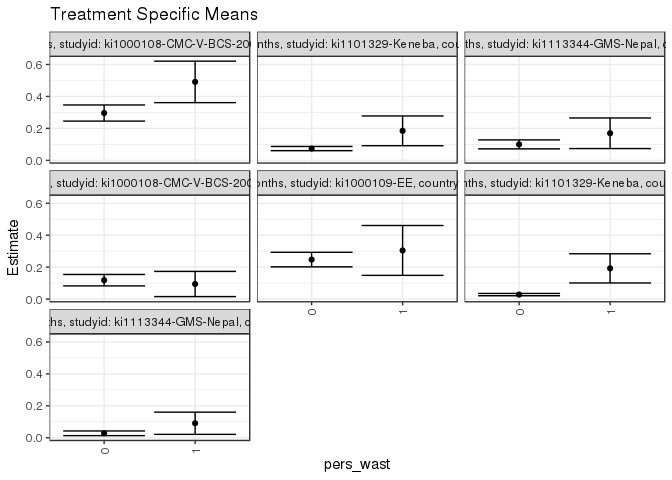 Treatment Specific Means
s, studyid: ki1000108-CMC-V-BCS-200
nths, studyid: ki1101329-Keneba, cou
ths, studyid: ki1113344-GMS-Nepal, c
0.6
0.4
0.2
0.0
, studyid: ki1000108-CMC-V-BCS-200
onths, studyid: ki1000109-EE, country
nths, studyid: ki1101329-Keneba, cou
0.6
0.4
0.2
0.0
0
1
0
1
ths, studyid: ki1113344-GMS-Nepal, c
0.6
0.4
0.2
0.0
0
1
Estimate
pers_wast